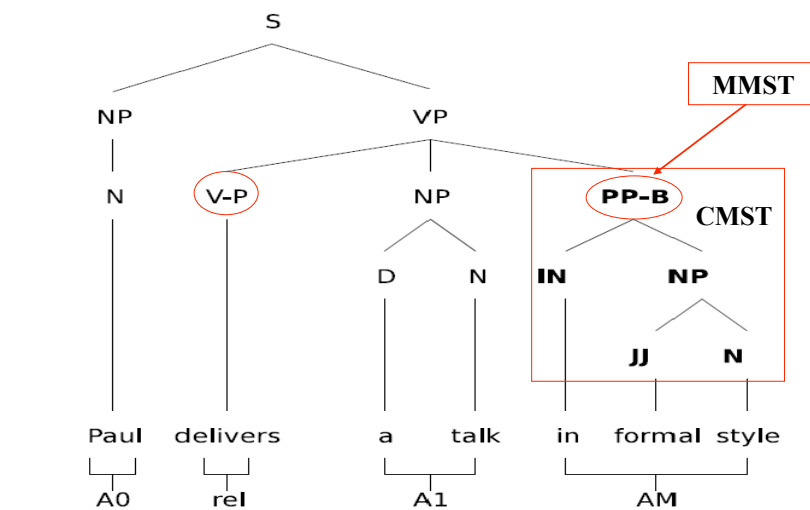 S
MMST
NP VP
N V-P NP PP-B
CMST
D N IN NP
JJ N
Paul delivers a talk in formal style
A0 rel A1 AM